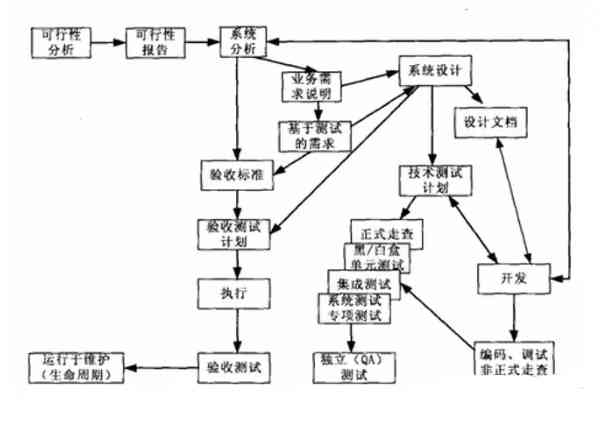 可行性
分析
可行性
报告
系统
分析
业务需
求说明
系统设计
基于测试
的需求
设计文档
验收标准
技术测试
计划
验收测试
计划
正式走查
黑/白盒
单元测试
集成测试
系统测试
专项测试
开发
执行
运行于维护
（生命周期）
验收测试
独立（QA）
测试
编码、调试
非正式走查